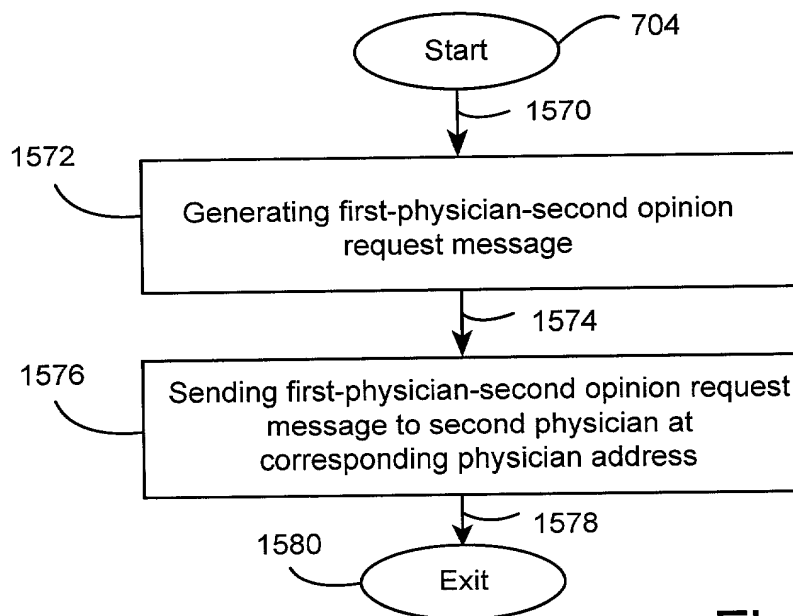 Start
704
1570
1572
Generating first-physician-second opinion
request message
1574
1576
Sending first-physician-second opinion request
message to second physician at
corresponding physician address
1578
1580
Exit